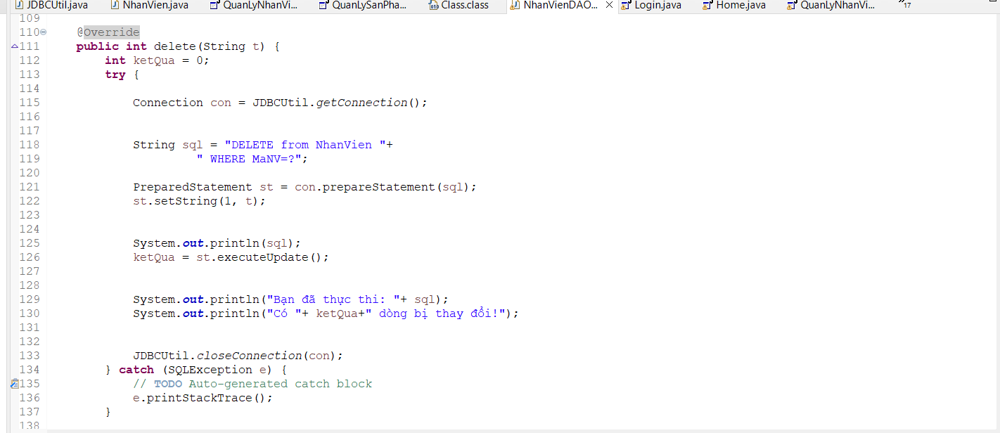 JDBCUtil.java NhanVien.java QuanLyNhanVi... QuanLySanPha... Class.class NhanVienDAO... Login.java Home.java QuanLyNhanVi... 17
109
110 @Override
111 public int delete(String t) {
112 int ketQua = 0;
113 try {
114
115 Connection con = JDBCUtil.getConnection();
116
117
118 String sql = "DELETE from NhanVien "+
119 " WHERE MaNV=?";
120
121 PreparedStatement st = con.prepareStatement(sql);
122 st.setString(1, t);
123
124
125 System.out.println(sql);
126 ketQua = st.executeUpdate();
127
128
129 System.out.println("Bạn đã thực thi: "+ sql);
130 System.out.println("Có "+ ketQua+" dòng bị thay đổi!");
131
132
133 JDBCUtil.closeConnection(con);
134 } catch (SQLException e) {
135 // TODO Auto-generated catch block
136 e.printStackTrace();
137 }
138